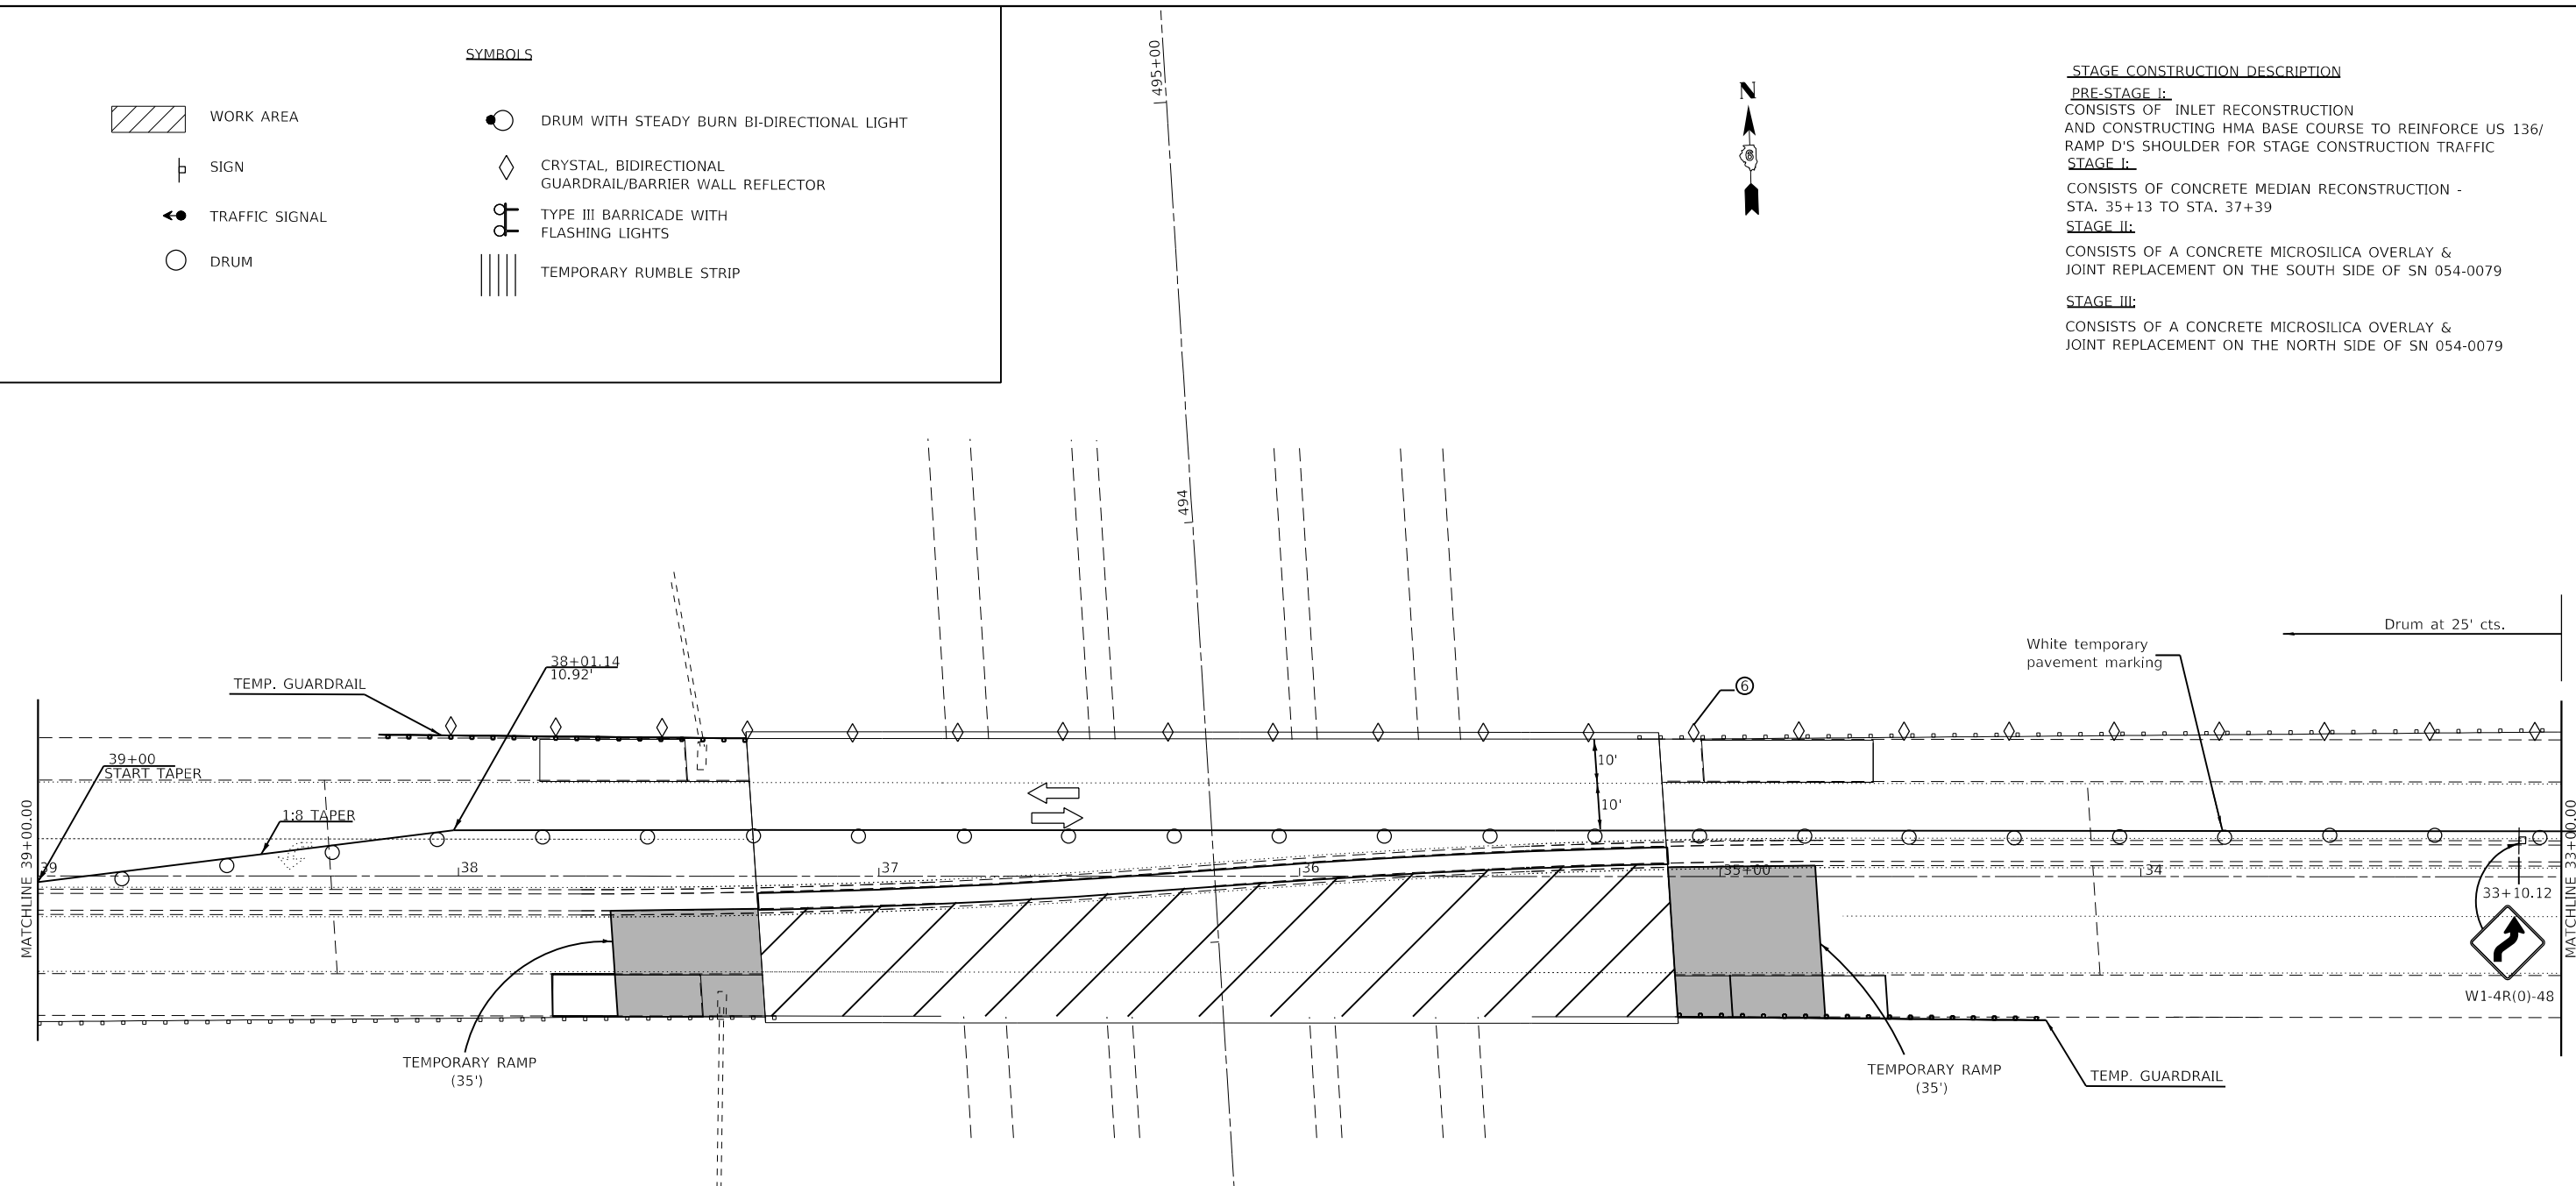 SYMBOLS
WORK AREA
SIGN
TRAFFIC SIGNAL
DRUM
DRUM WITH STEADY BURN BI-DIRECTIONAL LIGHT
CRYSTAL, BIDIRECTIONAL
GUARDRAIL/BARRIER WALL REFLECTOR
TYPE III BARRICADE WITH
FLASHING LIGHTS
TEMPORARY RUMBLE STRIP
495+00
494
N
6
STAGE CONSTRUCTION DESCRIPTION
PRE-STAGE I:
CONSISTS OF INLET RECONSTRUCTION
AND CONSTRUCTING HMA BASE COURSE TO REINFORCE US 136/
RAMP D'S SHOULDER FOR STAGE CONSTRUCTION TRAFFIC
STAGE I:
CONSISTS OF CONCRETE MEDIAN RECONSTRUCTION -
STA. 35+13 TO STA. 37+39
STAGE II:
CONSISTS OF A CONCRETE MICROSILICA OVERLAY &
JOINT REPLACEMENT ON THE SOUTH SIDE OF SN 054-0079
STAGE III:
CONSISTS OF A CONCRETE MICROSILICA OVERLAY &
JOINT REPLACEMENT ON THE NORTH SIDE OF SN 054-0079
Drum at 25' cts.
White temporary
pavement marking
38+01.14
10.92'
TEMP. GUARDRAIL
6
39+00
START TAPER
1:8 TAPER
10'
10'
MATCHLINE 39+00.00
39
38
37
36
35+00
34
33+10.12
MATCHLINE 33+00.00
W1-4R(0)-48
TEMPORARY RAMP
(35')
TEMPORARY RAMP
(35')
TEMP. GUARDRAIL